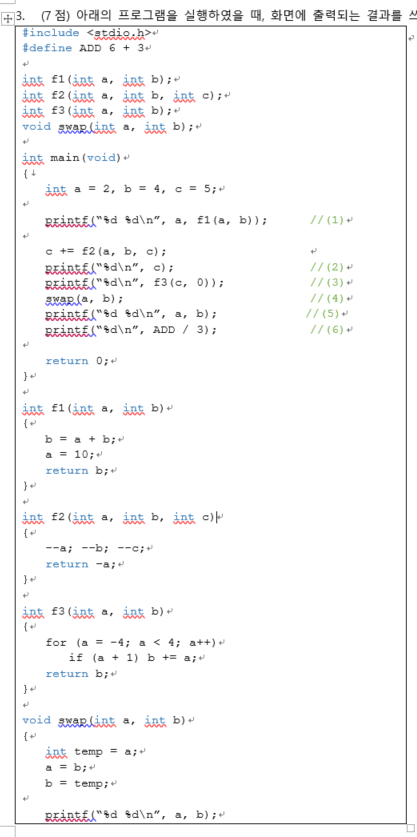 3. (7 점) 아래의 프로그램을 실행하였을 때, 화면에 출력되는 결과를
#include <stdio.h>
#define ADD 6 + 3
int f1(int a, int b);
int f2(int a, int b, int c);
int f3(int a, int b);
void swap(int a, int b);
int main(void)
{
int a = 2, b = 4, c = 5;
printf(“%d %d\n”, a, f1(a, b)); //(1)
c += f2(a, b, c);
printf(“%d\n”, c); //(2)
printf(“%d\n”, f3(c, 0)); //(3)
swap(a, b); //(4)
printf(“%d %d\n”, a, b); //(5)
printf(“%d\n”, ADD / 3); //(6)
return 0;
}
int f1(int a, int b)
{
b = a + b;
a = 10;
return b;
}
int f2(int a, int b, int c)
{
--a; --b; --c;
return -a;
}
int f3(int a, int b)
{
for (a = -4; a < 4; a++)
if (a + 1) b += a;
return b;
}
void swap(int a, int b)
{
int temp = a;
a = b;
b = temp;
printf(“%d %d\n”, a, b);